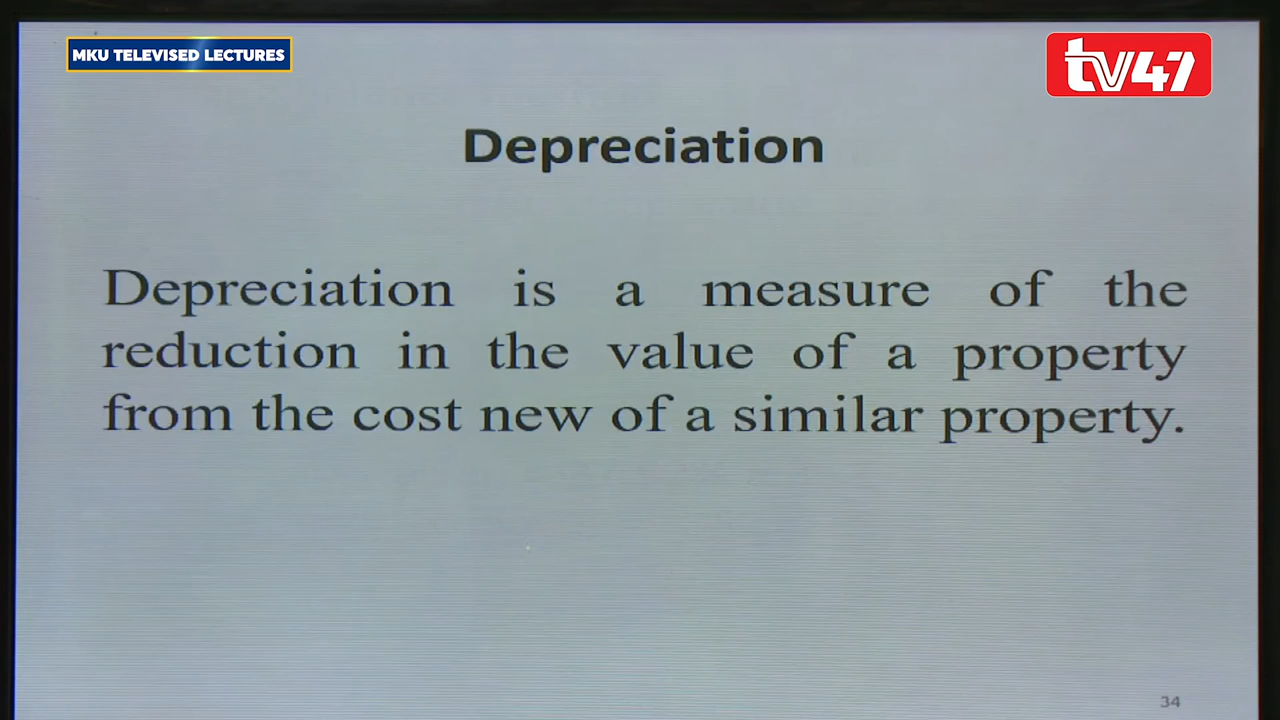 MKU TELEVISED LECTURES
tv47
Depreciation
Depreciation is a measure of the
reduction in the value of a property
from the cost new of a similar property.
34